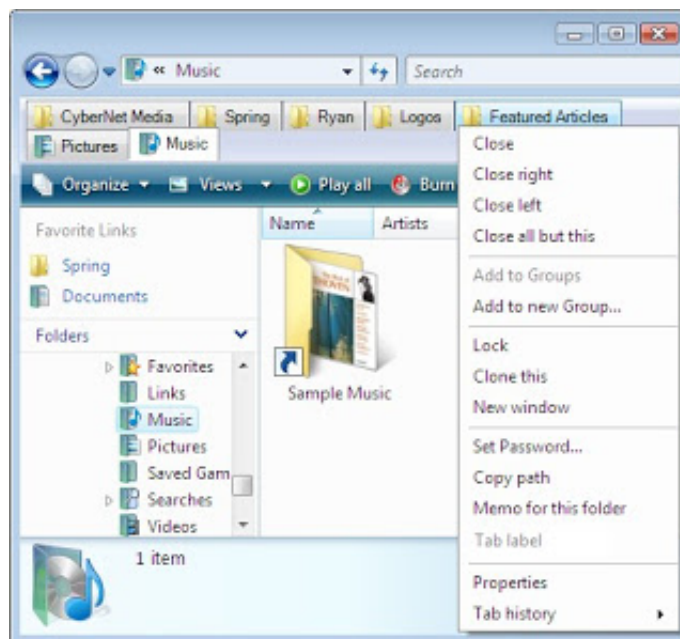 « Music
Search
CyberNet Media Spring Ryan Logos Featured Articles
Pictures Music
Organize Views Play all Burn
Favorite Links
Spring
Documents
Folders
Favorites
Links
Music
Pictures
Saved Gam
Searches
Videos
Name Artists
Sample Music
1 item
Close
Close right
Close left
Close all but this
Add to Groups
Add to new Group...
Lock
Clone this
New window
Set Password...
Copy path
Memo for this folder
Tab label
Properties
Tab history